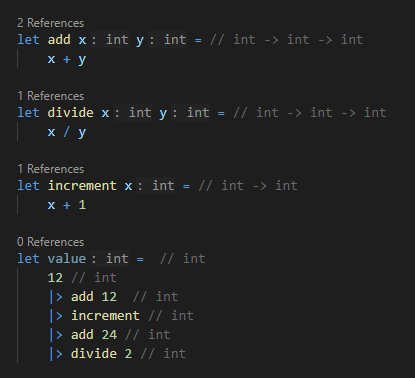 2 References
let add x: int y: int = // int -> int -> int
x + y
1 References
let divide x: int y: int = // int -> int -> int
x / y
1 References
let increment x: int = // int -> int
x + 1
0 References
let value: int = // int
12 // int
|> add 12 // int
|> increment // int
|> add 24 // int
|> divide 2 // int